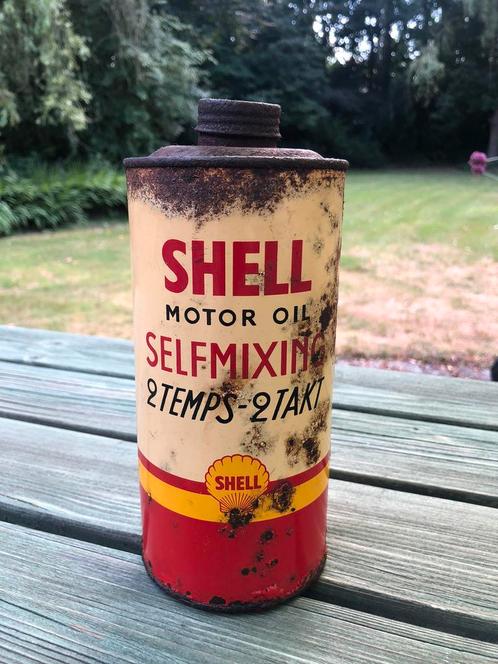 SHELL
MOTOR OIL
SELFMIXING
2TEMPS-2TAKT
SHELL